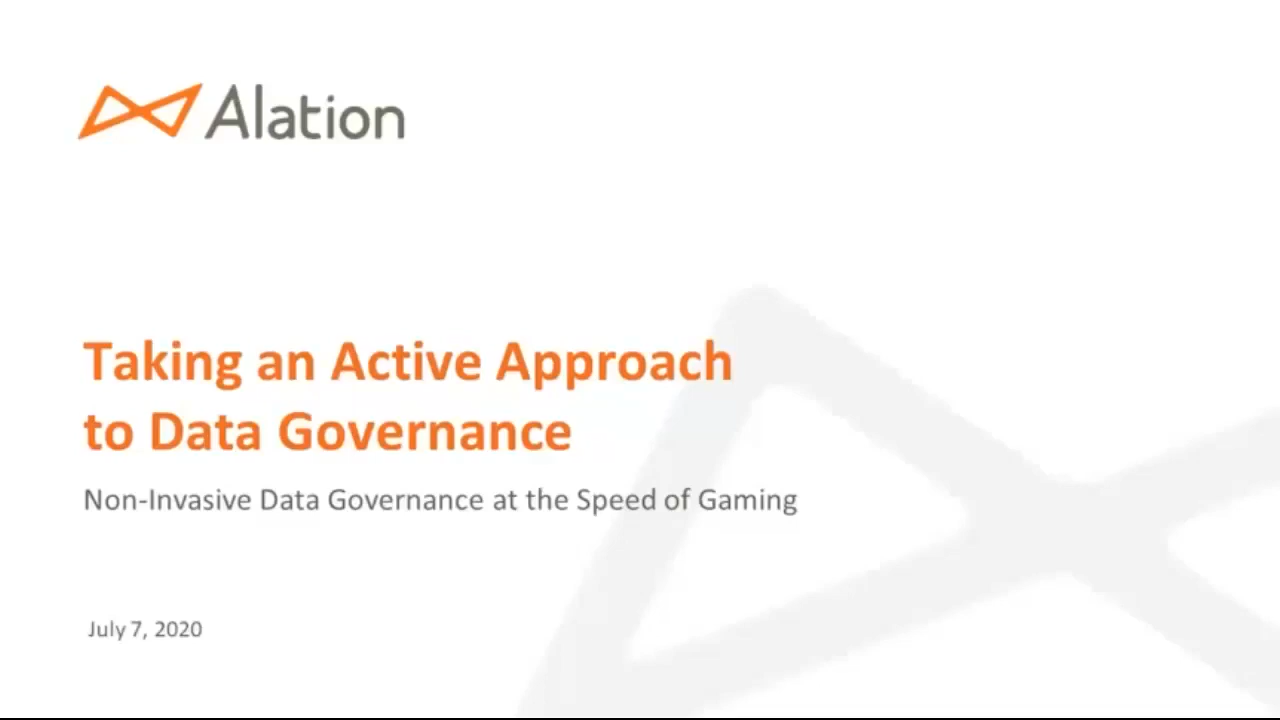 Alation
Taking an Active Approach
to Data Governance
Non-Invasive Data Governance at the Speed of Gaming
July 7, 2020